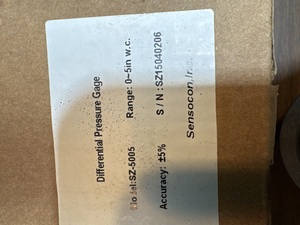 Differential Pressure Gage
Model:SZ-5005
Range: 0~5in w.c.
Accuracy: ±5%
S / N : SZ15040206
Sensocon,Inc.